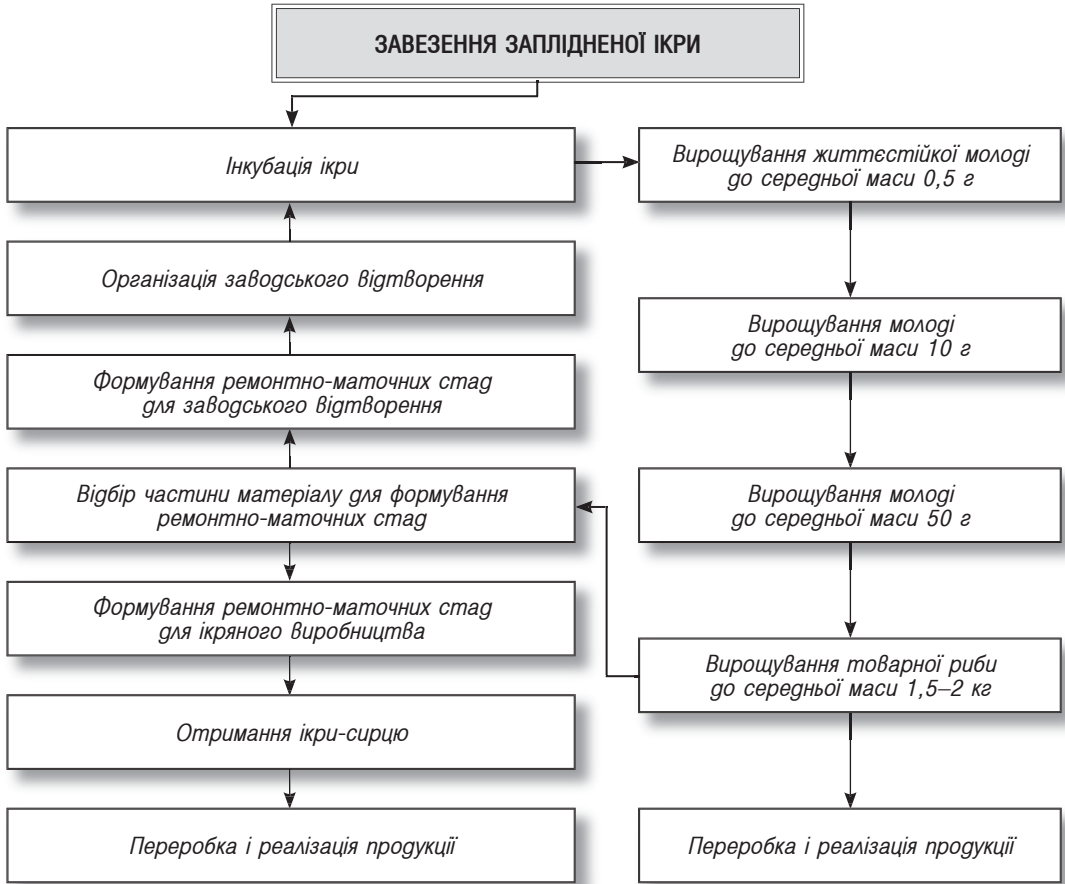 ЗАВЕЗЕННЯ ЗАПЛІДНЕНОЇ ІКРИ
Інкубація ікри
Організація заводського відтворення
Формування ремонтно-маточних стад
для заводського відтворення
Відбір частини матеріалу для формування
ремонтно-маточних стад
Формування ремонтно-маточних стад
для ікряного виробництва
Отримання ікри-сирцю
Переробка і реалізація продукції
Вирощування життєстійкої молоді
до середньої маси 0,5 г
Вирощування молоді
до середньої маси 10 г
Вирощування молоді
до середньої маси 50 г
Вирощування товарної риби
до середньої маси 1,5–2 кг
Переробка і реалізація продукції